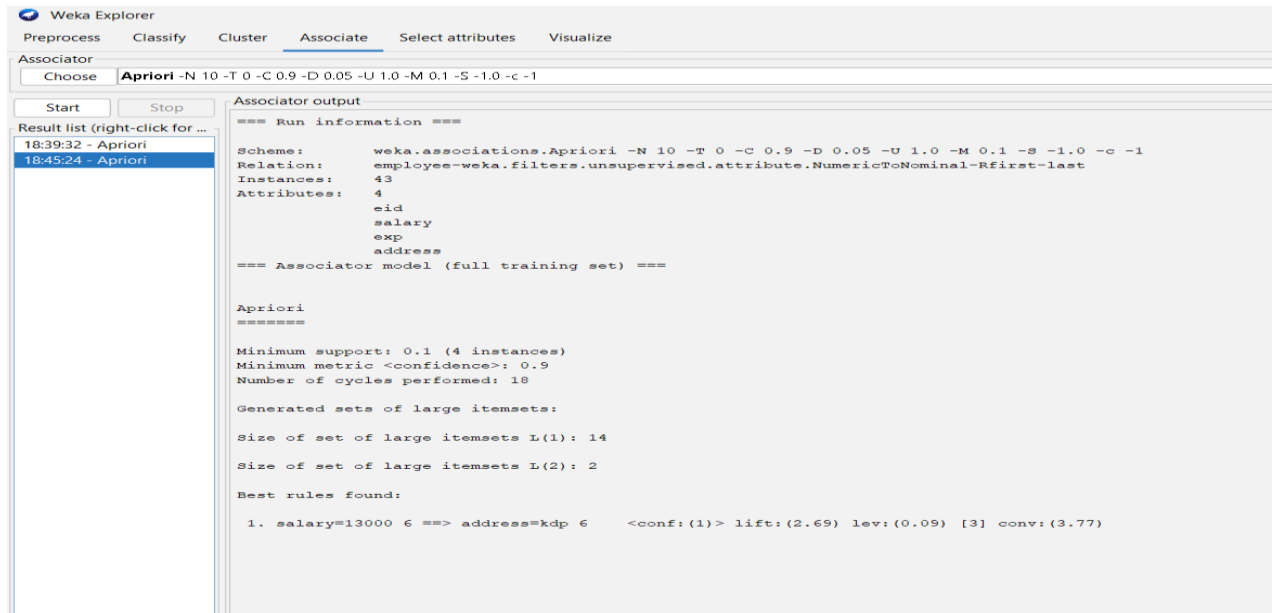 Weka Explorer
Preprocess Classify Cluster Associate Select attributes Visualize
Associator
Choose Apriori -N 10 -T 0 -C 0.9 -D 0.05 -U 1.0 -M 0.1 -S -1.0 -c -1
Start Stop
Result list (right-click for ...
18:39:32 - Apriori
18:45:24 - Apriori
Associator output
=== Run information ===
Scheme: weka.associations.Apriori -N 10 -T 0 -C 0.9 -D 0.05 -U 1.0 -M 0.1 -S -1.0 -c -1
Relation: employee-weka.filters.unsupervised.attribute.NumericToNominal-Rfirst-last
Instances: 43
Attributes: 4
eid
salary
exp
address
=== Associator model (full training set) ===
Apriori
=======
Minimum support: 0.1 (4 instances)
Minimum metric <confidence>: 0.9
Number of cycles performed: 18
Generated sets of large itemsets:
Size of set of large itemsets L(1): 14
Size of set of large itemsets L(2): 2
Best rules found:
1. salary=13000 6 ==> address=kdp 6 <conf:(1)> lift:(2.69) lev:(0.09) [3] conv:(3.77)